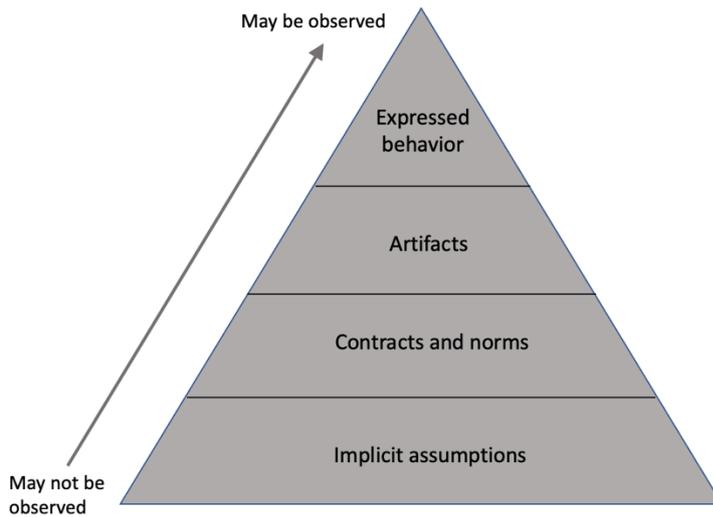 May be observed
Expressed
behavior
Artifacts
Contracts and norms
Implicit assumptions
May not be
observed